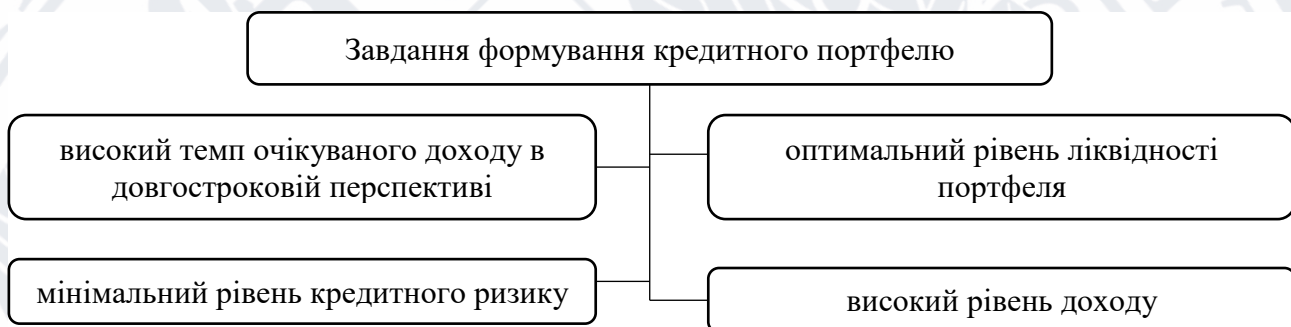 Завдання формування кредитного портфелю
високий темп очікуваного доходу в
довгостроковій перспективі
оптимальний рівень ліквідності
портфеля
мінімальний рівень кредитного ризику
високий рівень доходу